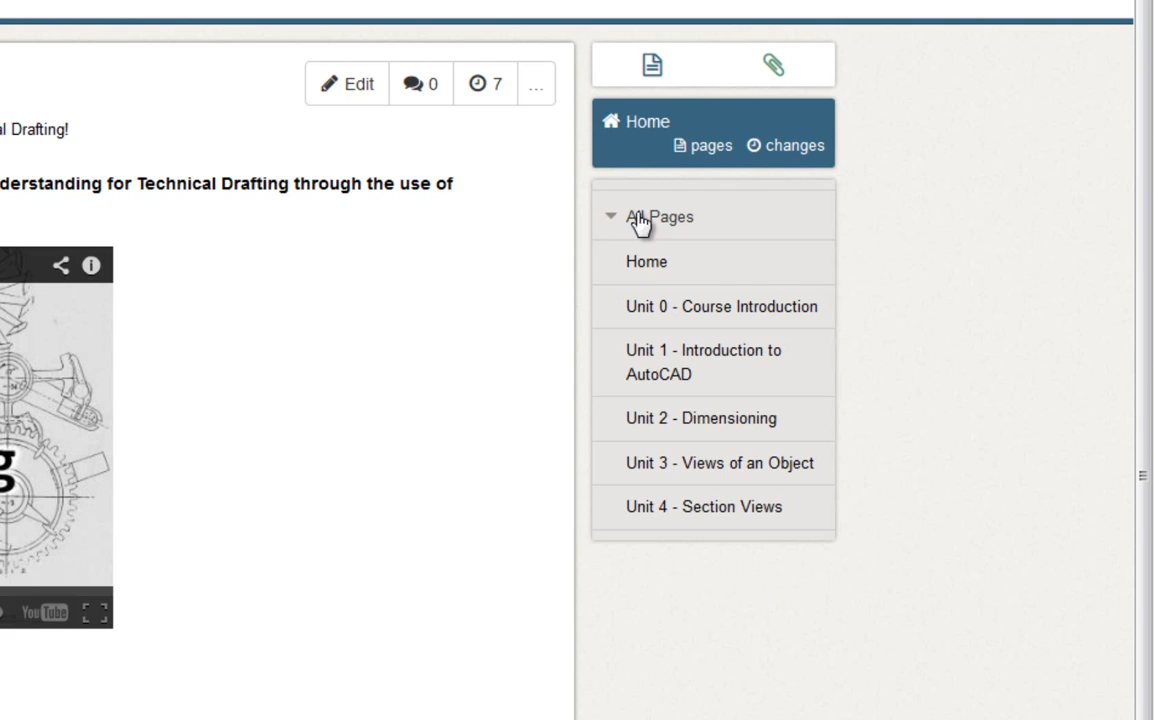 Edit 0 7 ...
al Drafting!
derstanding for Technical Drafting through the use of
g
YouTube
Home
pages changes
All Pages
Home
Unit 0 - Course Introduction
Unit 1 - Introduction to
AutoCAD
Unit 2 - Dimensioning
Unit 3 - Views of an Object
Unit 4 - Section Views